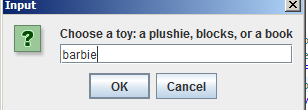 Input
Choose a toy: a plushie, blocks, or a book
barbie
OK Cancel